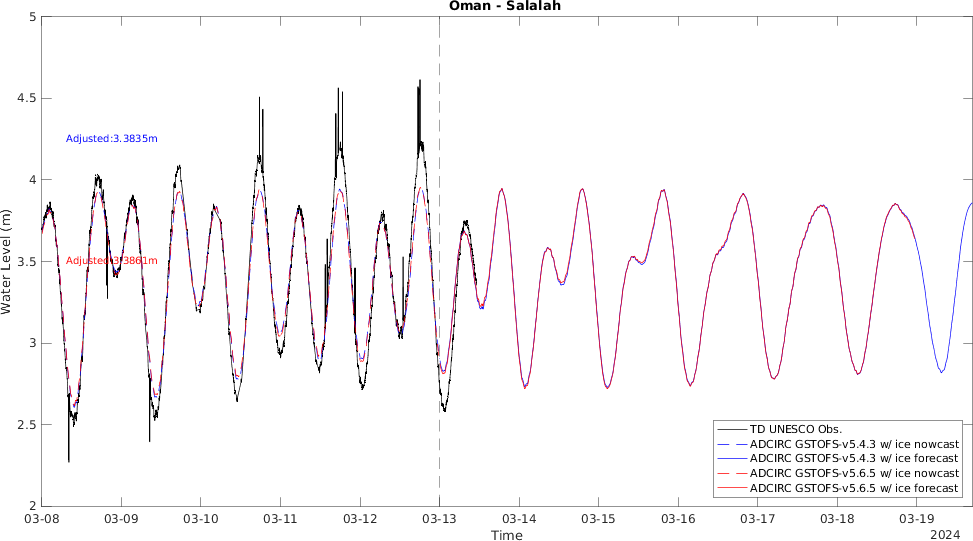 Oman - Salalah
Water Level (m)
5
4.5
4
3.5
3
2.5
2
Adjusted:3.3835m
Adjusted:3.3861m
TD UNESCO Obs.
ADCIRC GSTOFS-v5.4.3 w/ ice nowcast
ADCIRC GSTOFS-v5.4.3 w/ ice forecast
ADCIRC GSTOFS-v5.6.5 w/ ice nowcast
ADCIRC GSTOFS-v5.6.5 w/ ice forecast
03-08 03-09 03-10 03-11 03-12 03-13 03-14 03-15 03-16 03-17 03-18 03-19
Time
2024